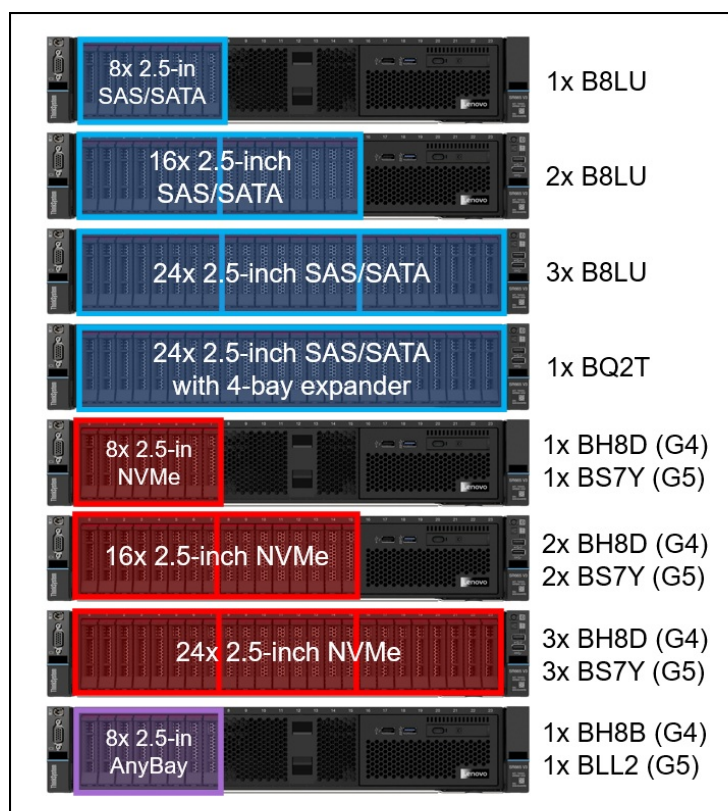 8x 2.5-in
SAS/SATA
1x B8LU
16x 2.5-inch
SAS/SATA
2x B8LU
24x 2.5-inch SAS/SATA
3x B8LU
24x 2.5-inch SAS/SATA
with 4-bay expander
1x BQ2T
8x 2.5-in
NVMe
1x BH8D (G4)
1x BS7Y (G5)
16x 2.5-inch NVMe
2x BH8D (G4)
2x BS7Y (G5)
24x 2.5-inch NVMe
3x BH8D (G4)
3x BS7Y (G5)
8x 2.5-in
AnyBay
1x BH8B (G4)
1x BLL2 (G5)